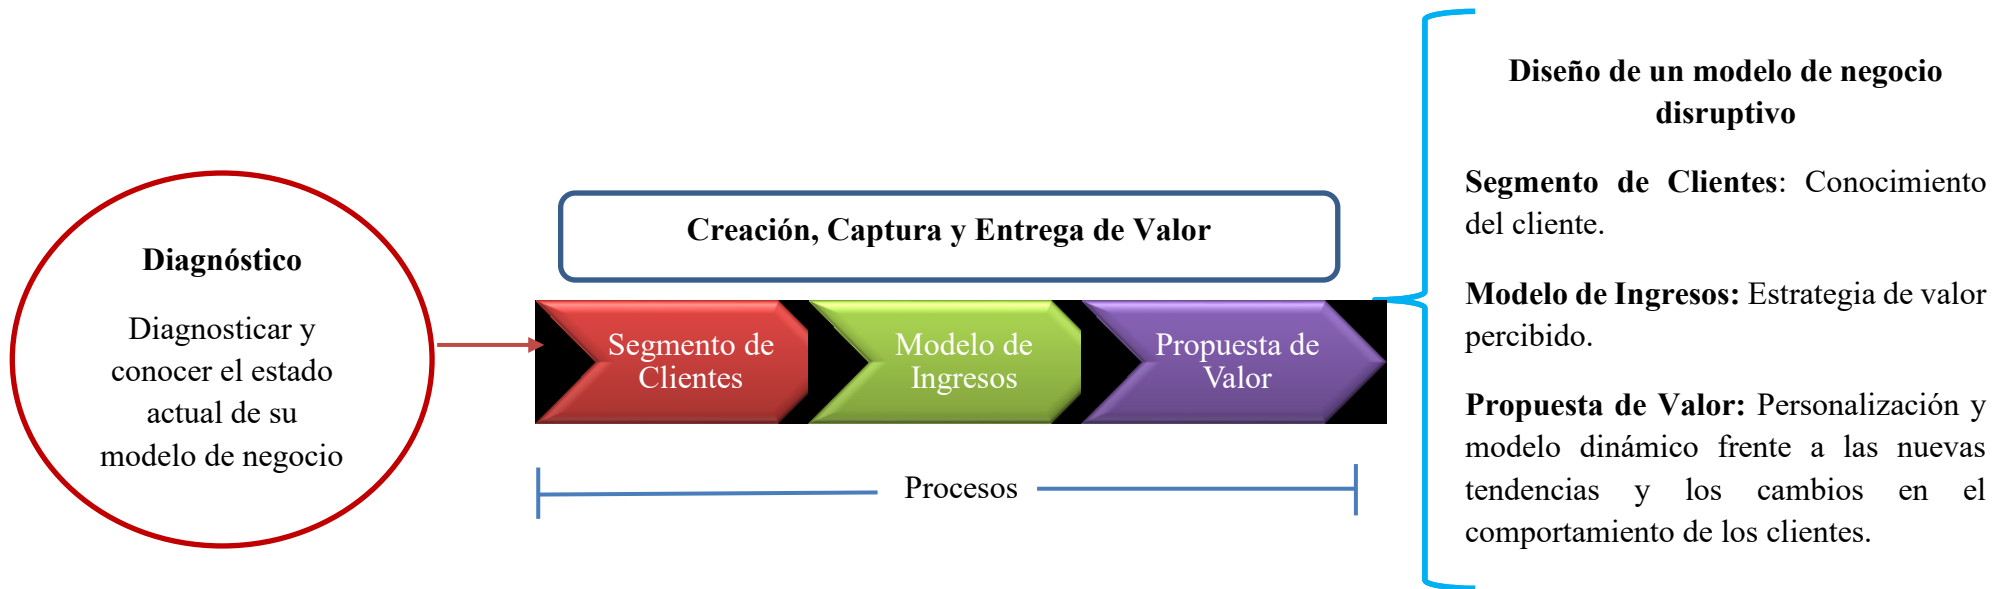 Diagnóstico
Diagnosticar y
conocer el estado
actual de su
modelo de negocio
Creación, Captura y Entrega de Valor
Segmento de
Clientes
Modelo de
Ingresos
Propuesta de
Valor
Procesos
Diseño de un modelo de negocio
disruptivo
Segmento de Clientes: Conocimiento
del cliente.
Modelo de Ingresos: Estrategia de valor
percibido.
Propuesta de Valor: Personalización y
modelo dinámico frente a las nuevas
tendencias y los cambios en el
comportamiento de los clientes.